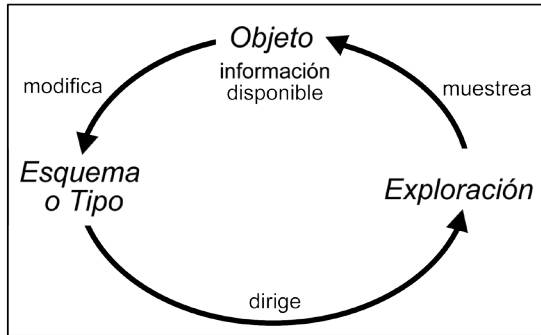 Objeto
información
disponible
modifica
muestrea
Esquema
o Tipo
Exploración
dirige